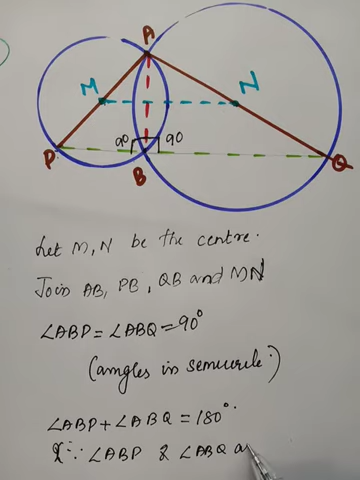 A
M
N
90
90
P
B
Q
Let M, N be the centre.
Join AB, PB, QB and MN
∠ABP = ∠ABQ = 90°
(angles in semicircle.)
∠ABP + ∠ABQ = 180°.
∵ ∠ABP & ∠ABQ a